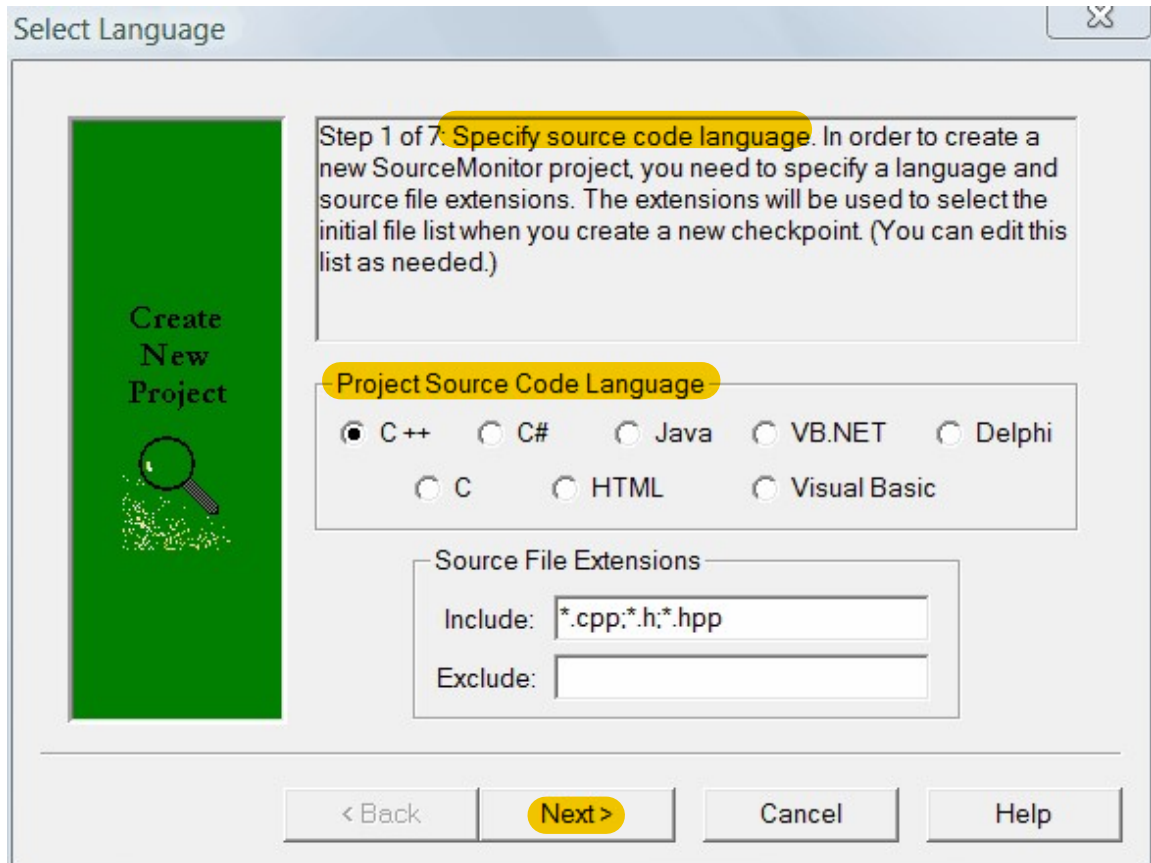 Select Language
Create
New
Project
Step 1 of 7: Specify source code language. In order to create a
new SourceMonitor project, you need to specify a language and
source file extensions. The extensions will be used to select the
initial file list when you create a new checkpoint. (You can edit this
list as needed.)
Project Source Code Language
C ++ C# Java VB.NET Delphi
C HTML Visual Basic
Source File Extensions
Include: *.cpp;*.h;*.hpp
Exclude:
< Back Next > Cancel Help